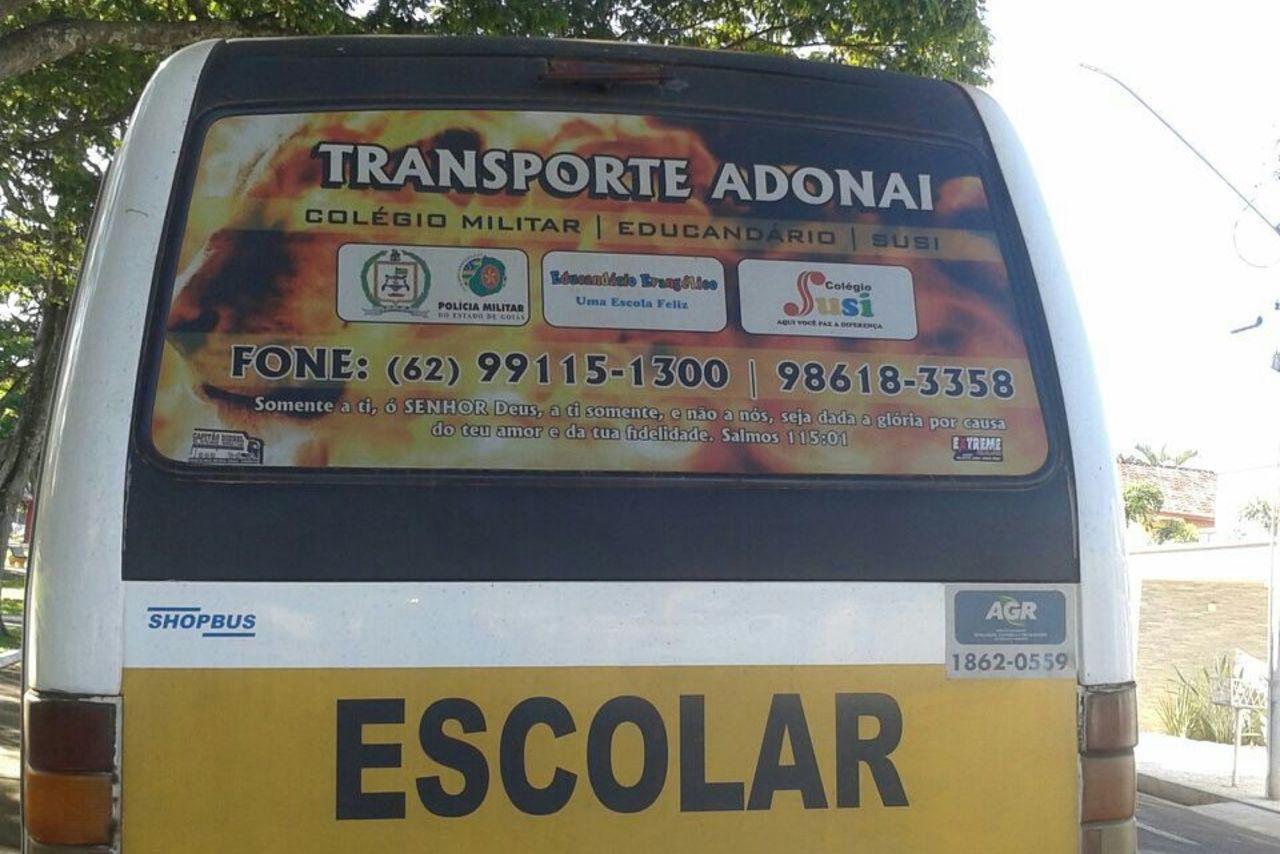 TRANSPORTE ADONAI
COLÉGIO MILITAR | EDUCANDÁRIO | SUSI
POLÍCIA MILITAR
DO ESTADO DE GOIÁS
Educandário Evangélico
Uma Escola Feliz
Colégio
Susi
AQUI VOCÊ FAZ A DIFERENÇA
FONE: (62) 99115-1300 | 98618-3358
Somente a ti, ó SENHOR Deus, a ti somente, e não a nós, seja dada a glória por causa
do teu amor e da tua fidelidade. Salmos 115:01
EXTREME
SHOPBUS
AGR
1862-0559
ESCOLAR